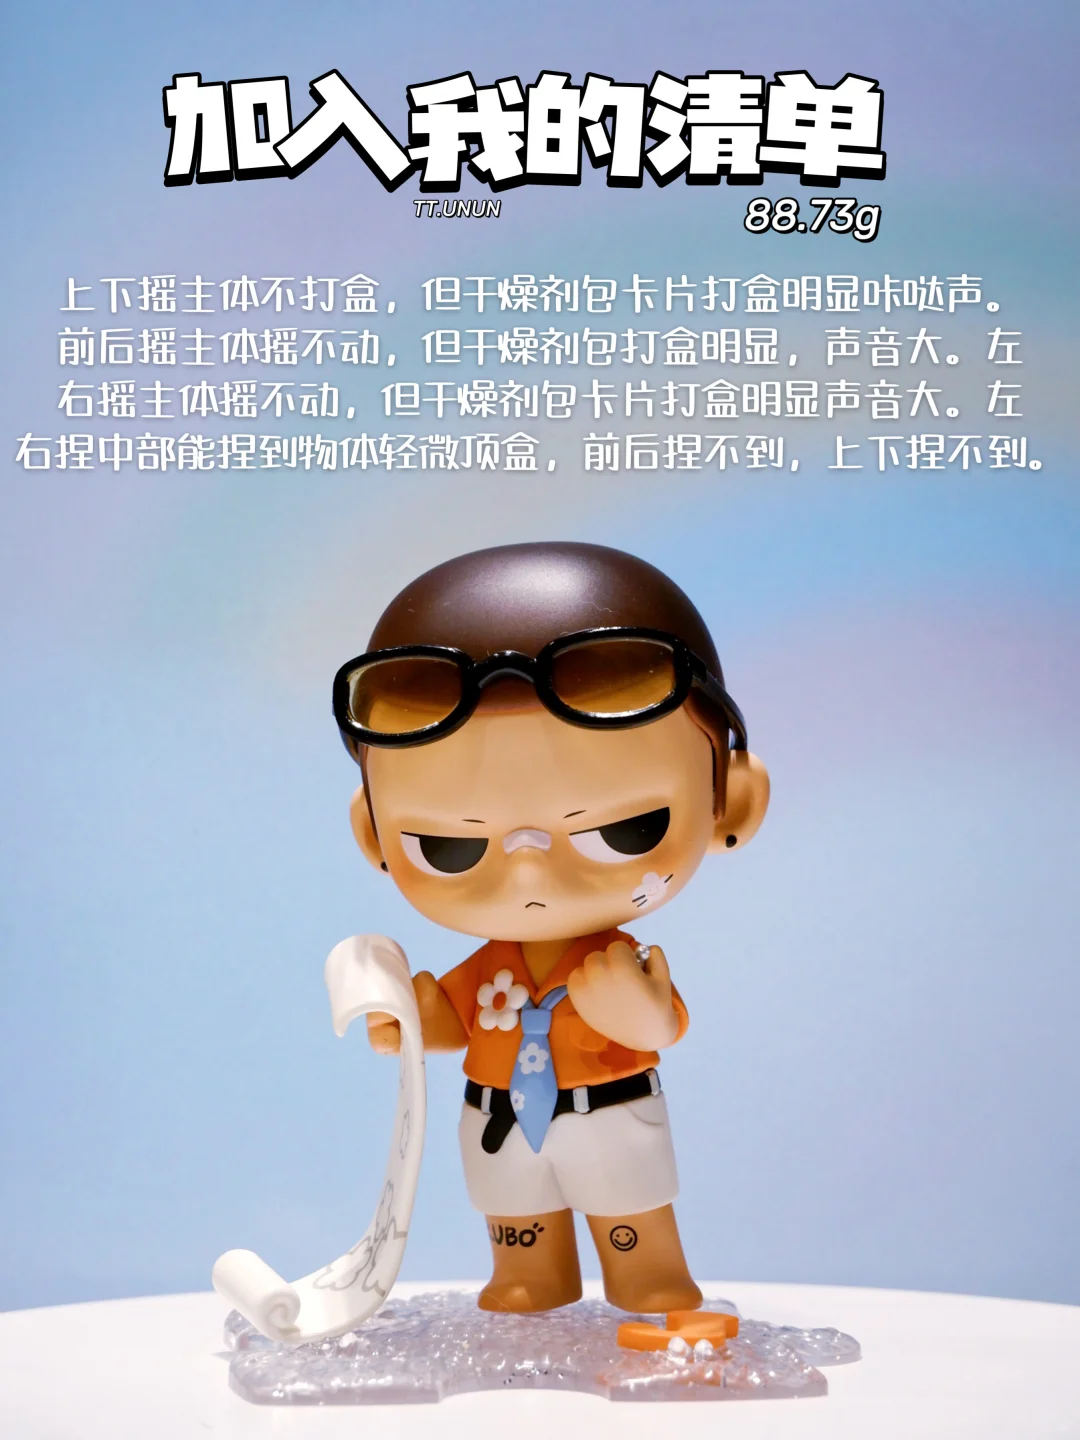 加入我的清单
TT.UNUN
88.73g
上下摇主体不打盒，但干燥剂包卡片打盒明显咔哒声。
前后摇主体摇不动，但干燥剂包打盒明显，声音大。左
右摇主体摇不动，但干燥剂包卡片打盒明显声音大。左
右捏中部能捏到物体轻微顶盒，前后捏不到，上下捏不到。
KUBO